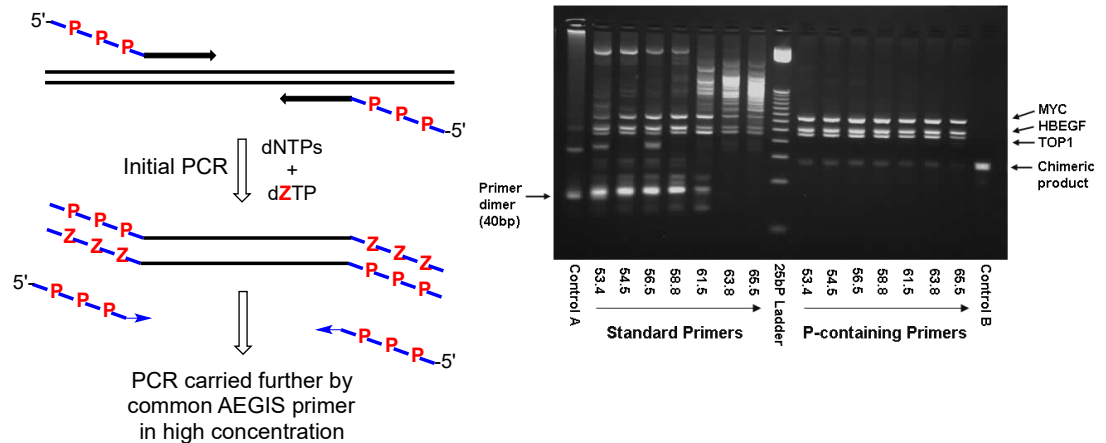 5'-
P P P
P P P
-5'
Initial PCR
dNTPs
+
dZTP
P P P
Z Z Z
Z Z Z
P P P
5'-
P P P
P P P
-5'
PCR carried further by
common AEGIS primer
in high concentration
Primer
dimer
(40bp)
MYC
HBEGF
TOP1
Chimeric
product
Control A
53.4
54.5
56.5
58.8
61.5
63.8
65.5
25bP Ladder
53.4
54.5
56.5
58.8
61.5
63.8
65.5
Control B
Standard Primers
P-containing Primers